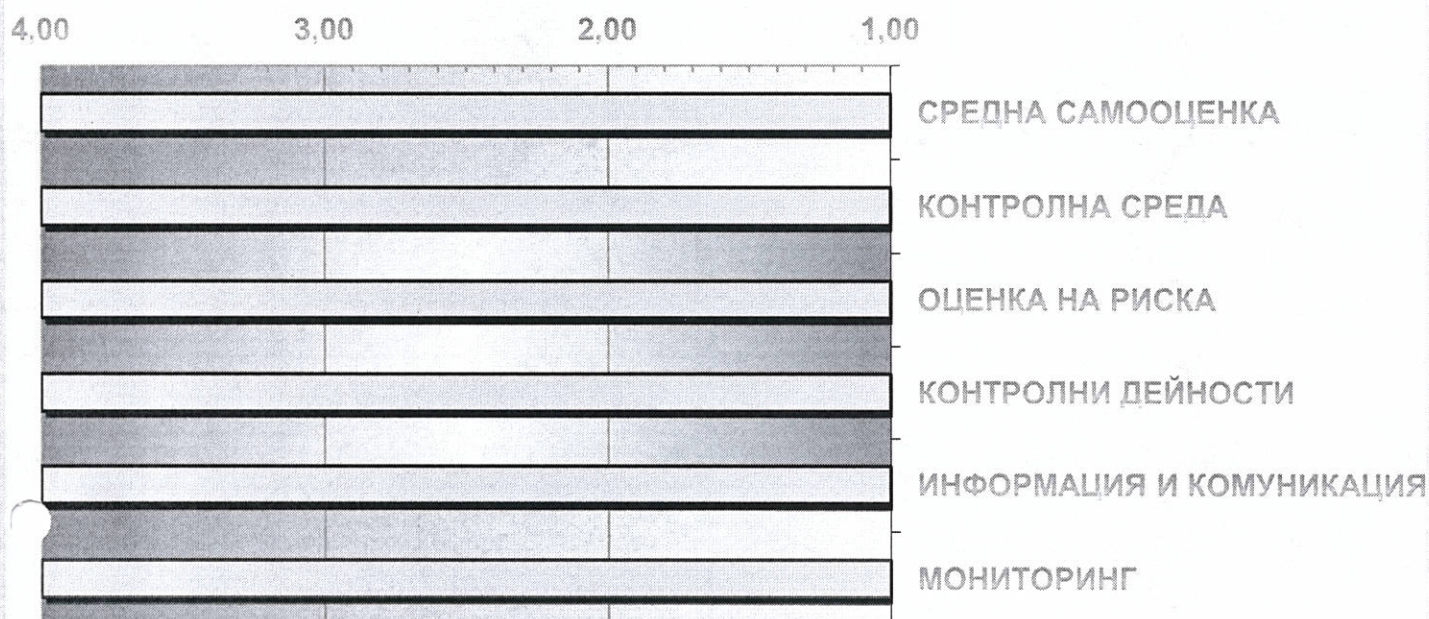 4,00 3,00 2,00 1,00
СРЕДНА САМООЦЕНКА
КОНТРОЛНА СРЕДА
ОЦЕНКА НА РИСКА
КОНТРОЛНИ ДЕЙНОСТИ
ИНФОРМАЦИЯ И КОМУНИКАЦИЯ
МОНИТОРИНГ